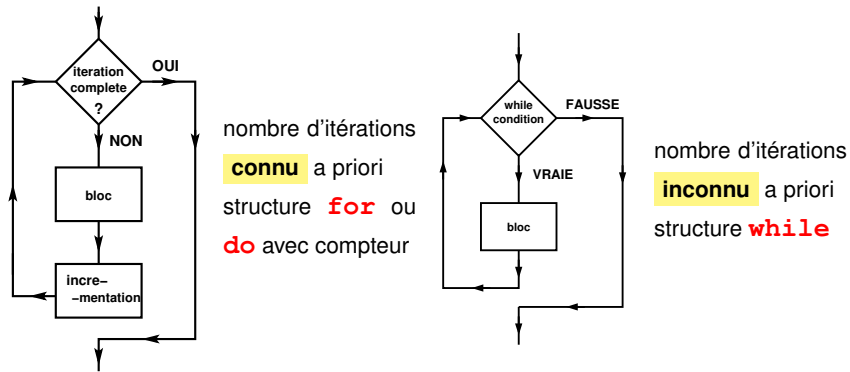 iteration
complete
?
OUI
NON
bloc
incre-
-mentation
nombre d'itérations
connu a priori
structure for ou
do avec compteur
while
condition
FAUSSE
VRAIE
bloc
nombre d'itérations
inconnu a priori
structure while